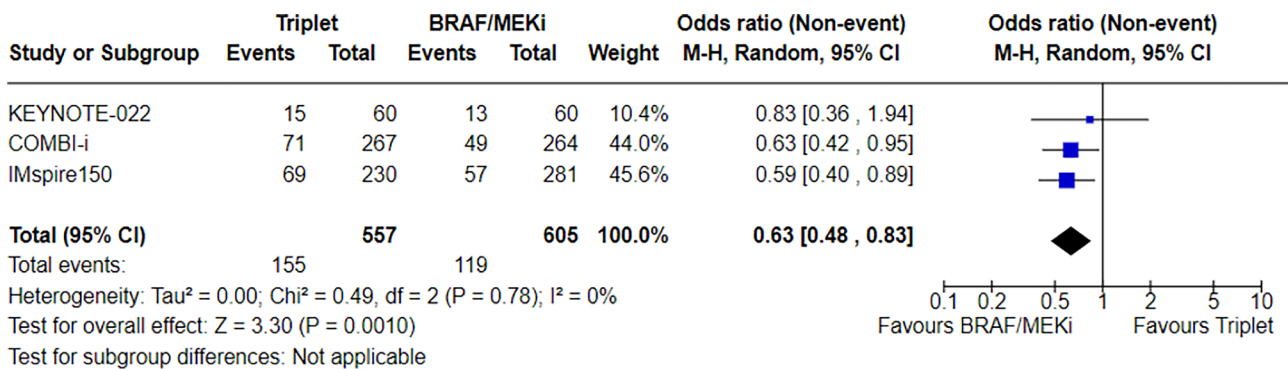 Triplet BRAF/MEKi Odds ratio (Non-event) Odds ratio (Non-event)
Study or Subgroup Events Total Events Total Weight M-H, Random, 95% CI M-H, Random, 95% CI
KEYNOTE-022 15 60 13 60 10.4% 0.83 [0.36 , 1.94]
COMBI-i 71 267 49 264 44.0% 0.63 [0.42 , 0.95]
IMspire150 69 230 57 281 45.6% 0.59 [0.40 , 0.89]
Total (95% CI) 557 605 100.0% 0.63 [0.48 , 0.83]
Total events: 155 119
Heterogeneity: Tau² = 0.00; Chi² = 0.49, df = 2 (P = 0.78); I² = 0%
Test for overall effect: Z = 3.30 (P = 0.0010)
Test for subgroup differences: Not applicable
0.1 0.2 0.5 1 2 5 10
Favours BRAF/MEKi Favours Triplet